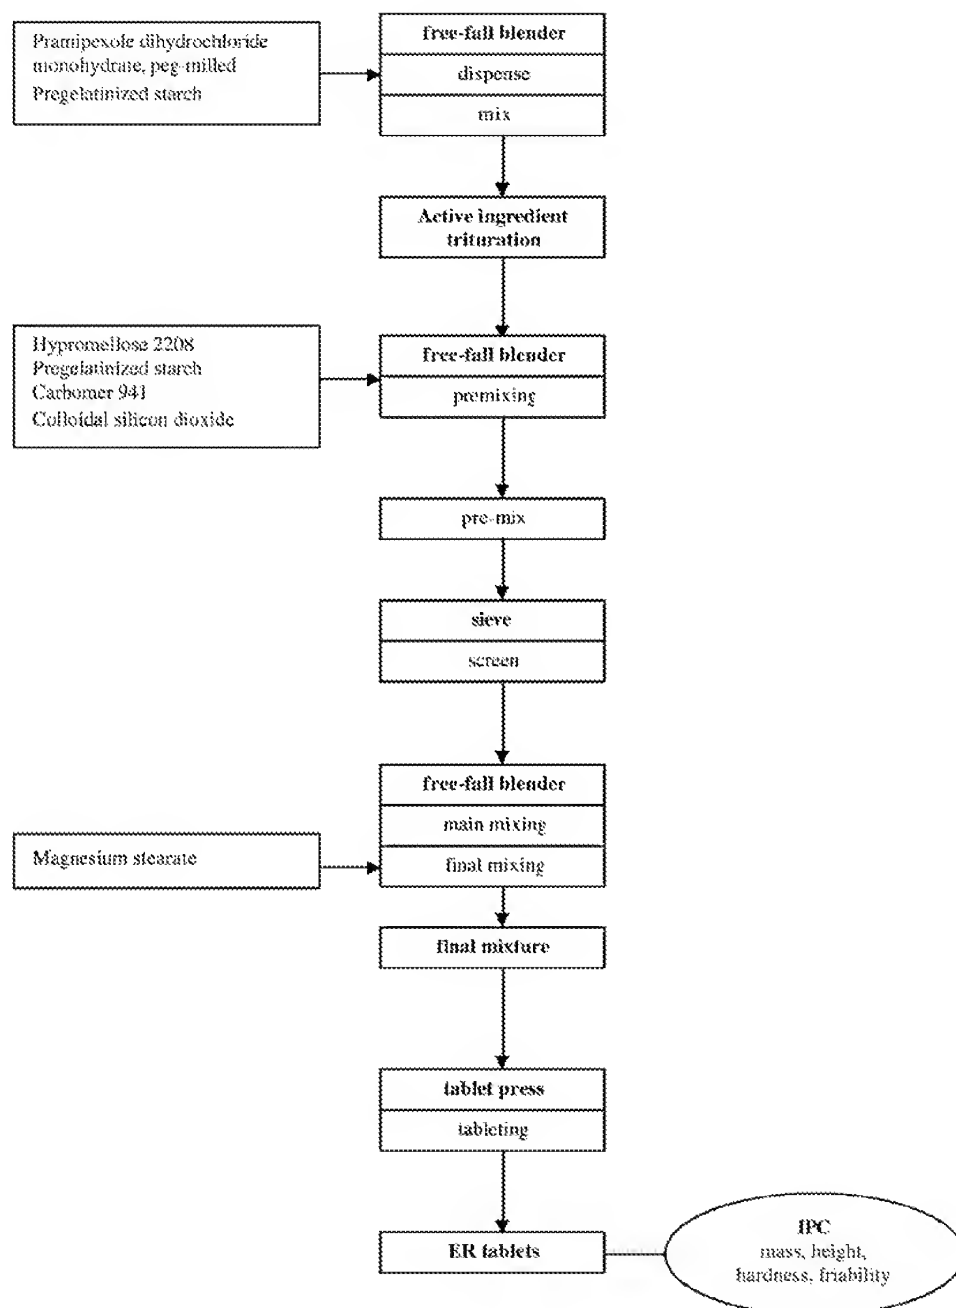 Pramipexole dihydrochloride
monohydrate, peg-milled
Pregelatinized starch
free-fall blender
dispense
mix
Active ingredient
trituration
Hypromellose 2208
Pregelatinized starch
Carbomer 941
Colloidal silicon dioxide
free-fall blender
premixing
pre-mix
sieve
screen
free-fall blender
main mixing
final mixing
Magnesium stearate
final mixture
tablet press
tableting
ER tablets
IPC
mass, height,
hardness, friability